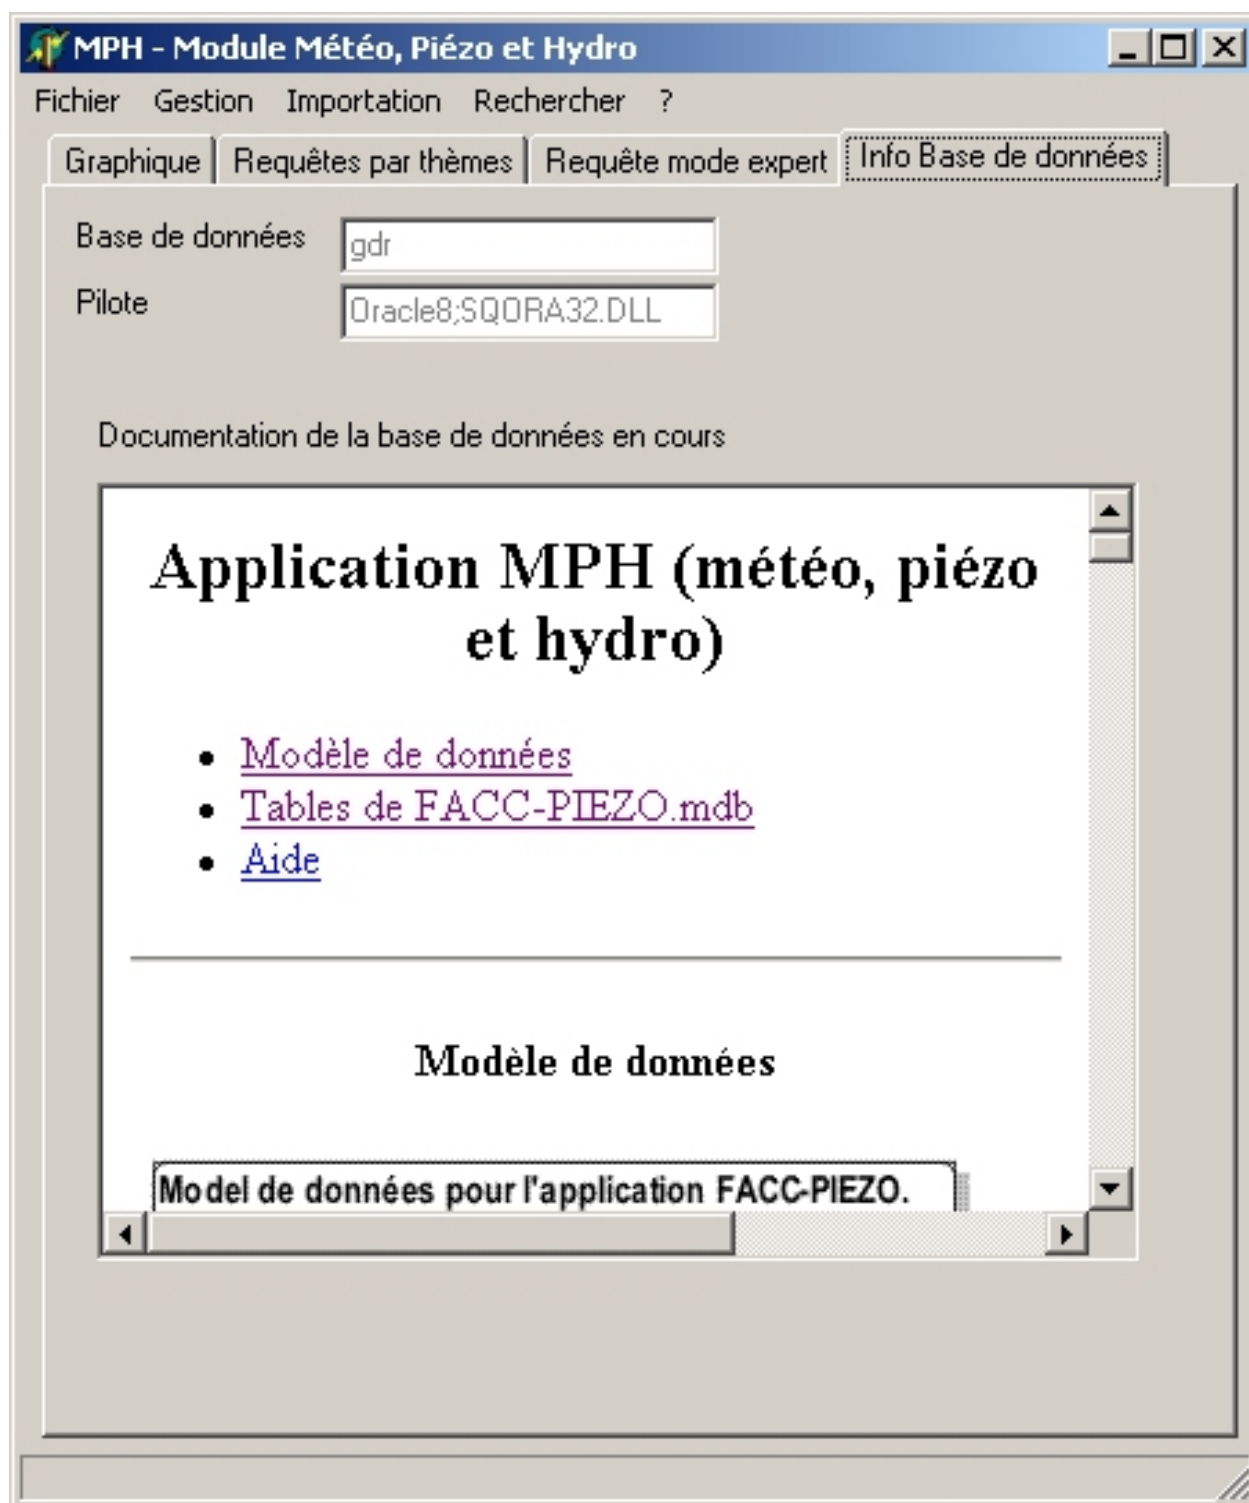 MPH - Module Météo, Piézo et Hydro
Fichier Gestion Importation Rechercher ?
Graphique Requêtes par thèmes Requête mode expert Info Base de données
Base de données gdr
Pilote Oracle8;SQORA32.DLL
Documentation de la base de données en cours
Application MPH (météo, piézo
et hydro)
• Modèle de données
• Tables de FACC-PIEZO.mdb
• Aide
Modèle de données
Model de données pour l'application FACC-PIEZO.